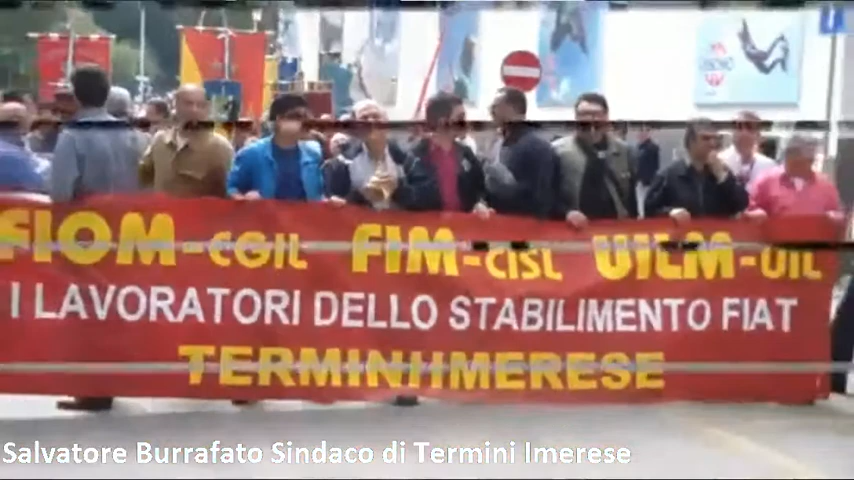 FIOM-CGIL FIM-CISL UILM-UIL
I LAVORATORI DELLO STABILIMENTO FIAT
TERMINI IMERESE
Salvatore Burrafato Sindaco di Termini Imerese